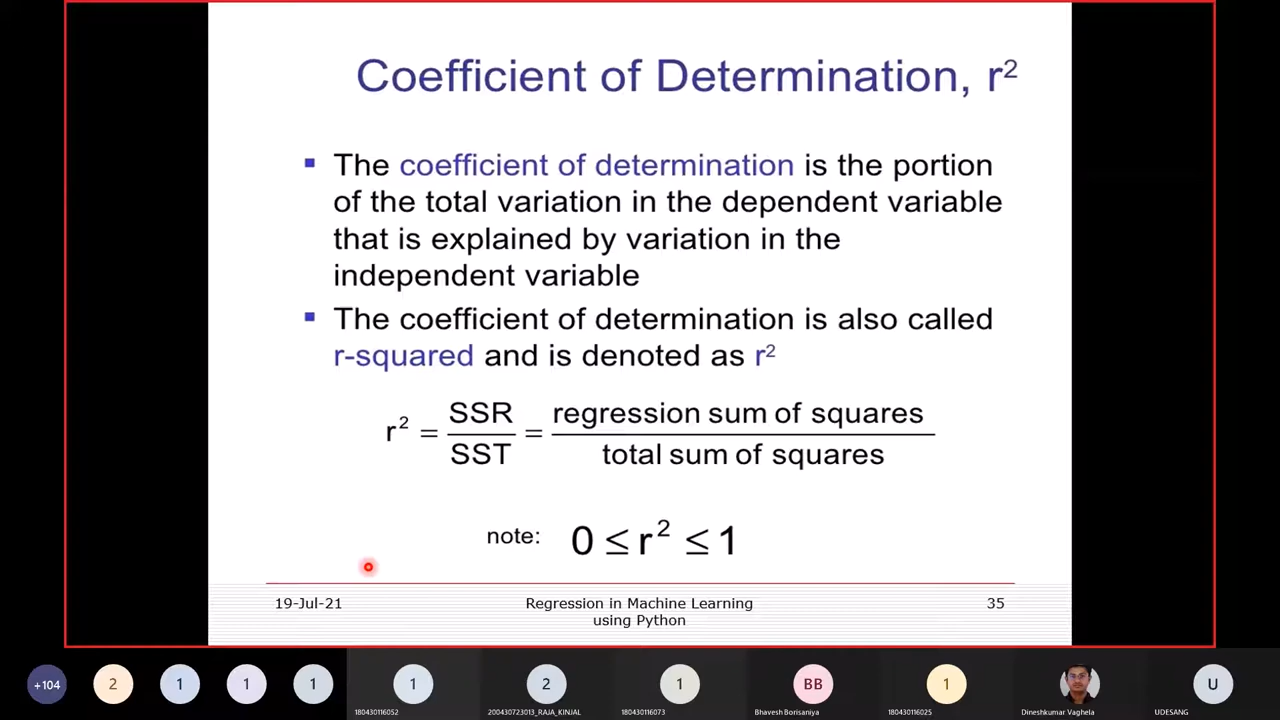 Coefficient of Determination, r²
▪ The coefficient of determination is the portion
of the total variation in the dependent variable
that is explained by variation in the
independent variable
▪ The coefficient of determination is also called
r-squared and is denoted as r²
r² = SSR / SST = regression sum of squares / total sum of squares
note: 0 ≤ r² ≤ 1
19-Jul-21
Regression in Machine Learning
using Python
35
+104 2 1 1 1 1 2 1 BB 1 U
180430116052 200430723013_RAJA_KINJAL 180430116073 Bhavesh Borisaniya 180430116025 Dineshkumar Vaghela UDESANG